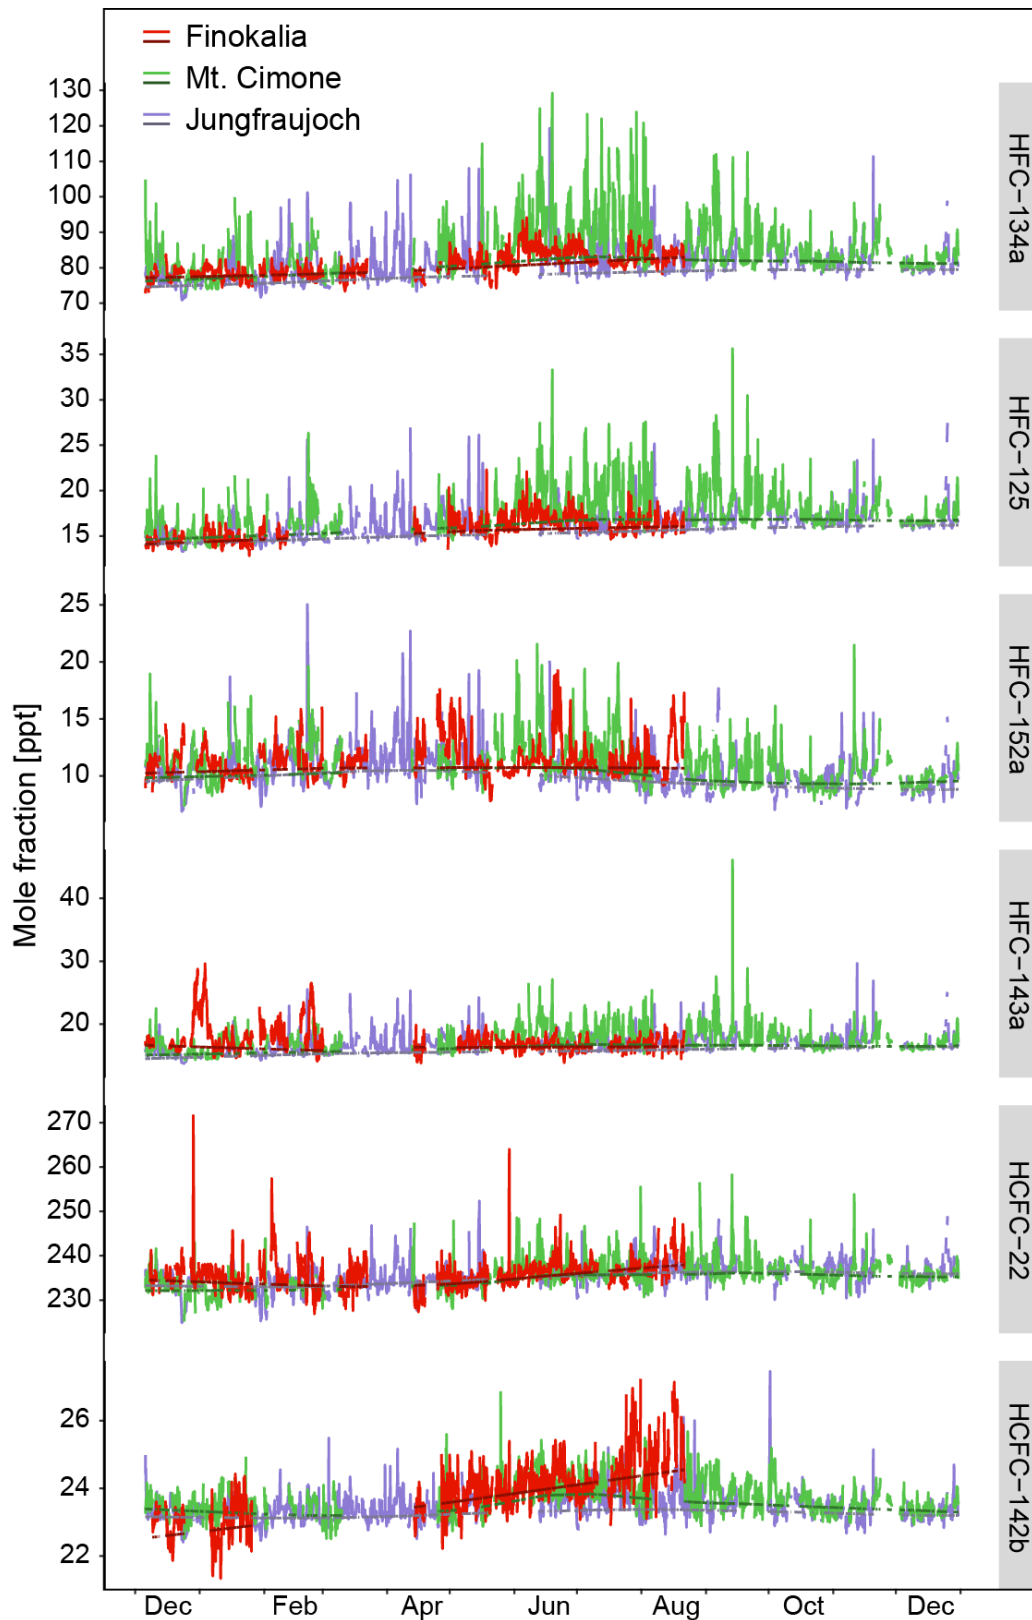 Finokalia
Mt. Cimone
Jungfraujoch
Mole fraction [ppt]
130
120
110
100
90
80
70
HFC−134a
35
30
25
20
15
HFC−125
25
20
15
10
HFC−152a
40
30
20
HFC−143a
270
260
250
240
230
HCFC−22
26
24
22
HCFC−142b
Dec Feb Apr Jun Aug Oct Dec